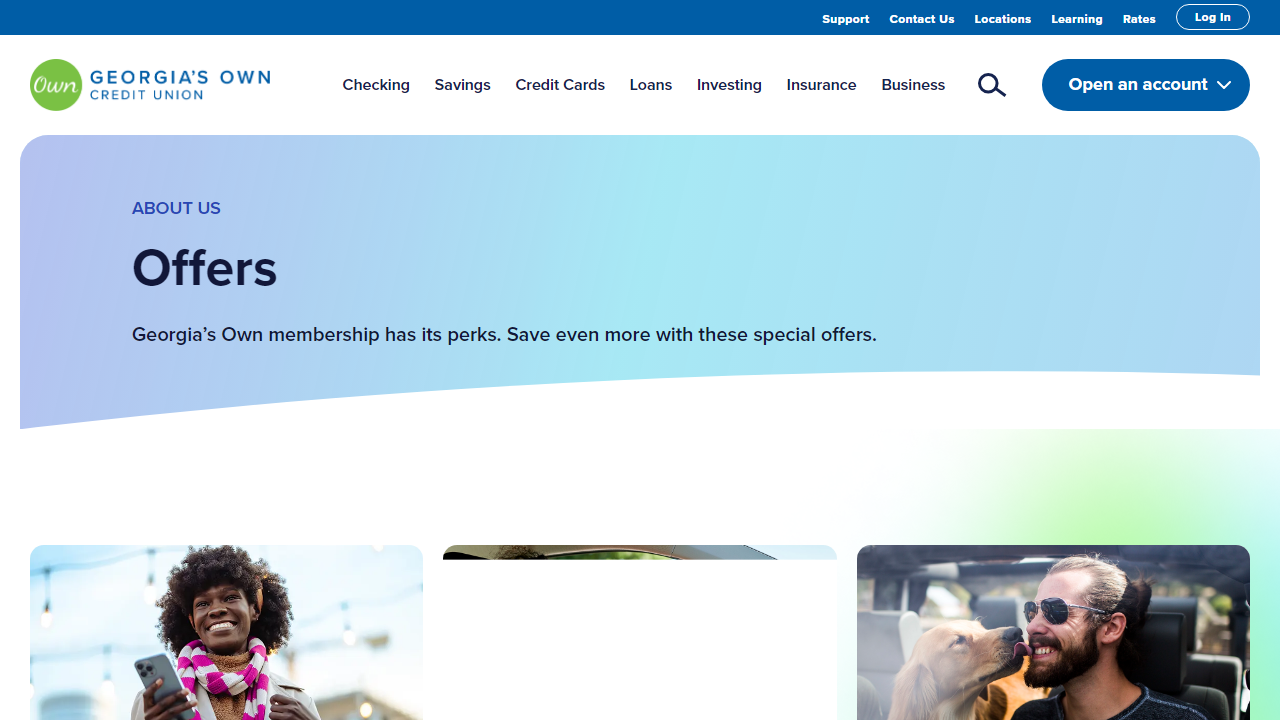 Support Contact Us Locations Learning Rates Log In
Own GEORGIA'S OWN
CREDIT UNION
Checking Savings Credit Cards Loans Investing Insurance Business Open an account
ABOUT US
Offers
Georgia’s Own membership has its perks. Save even more with these special offers.